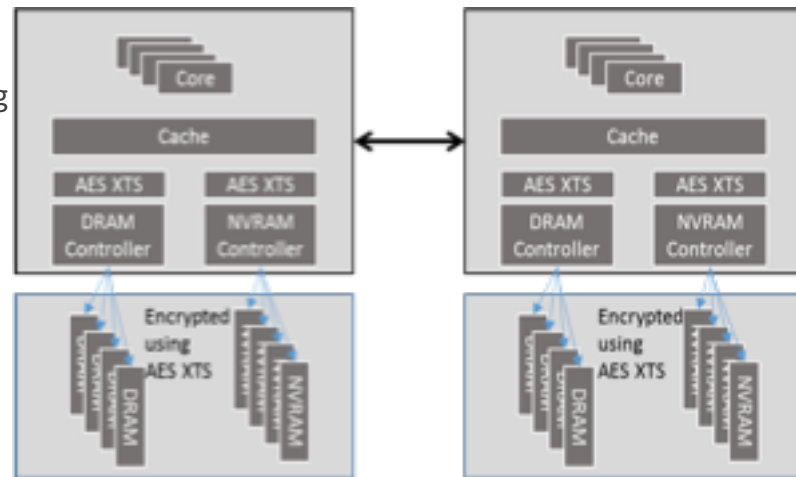 g
Core
Cache
AES XTS AES XTS
DRAM Controller
NVRAM Controller
Encrypted
using
AES XTS
DRAM
NVRAM
Core
Cache
AES XTS AES XTS
DRAM Controller
NVRAM Controller
Encrypted
using
AES XTS
DRAM
NVRAM